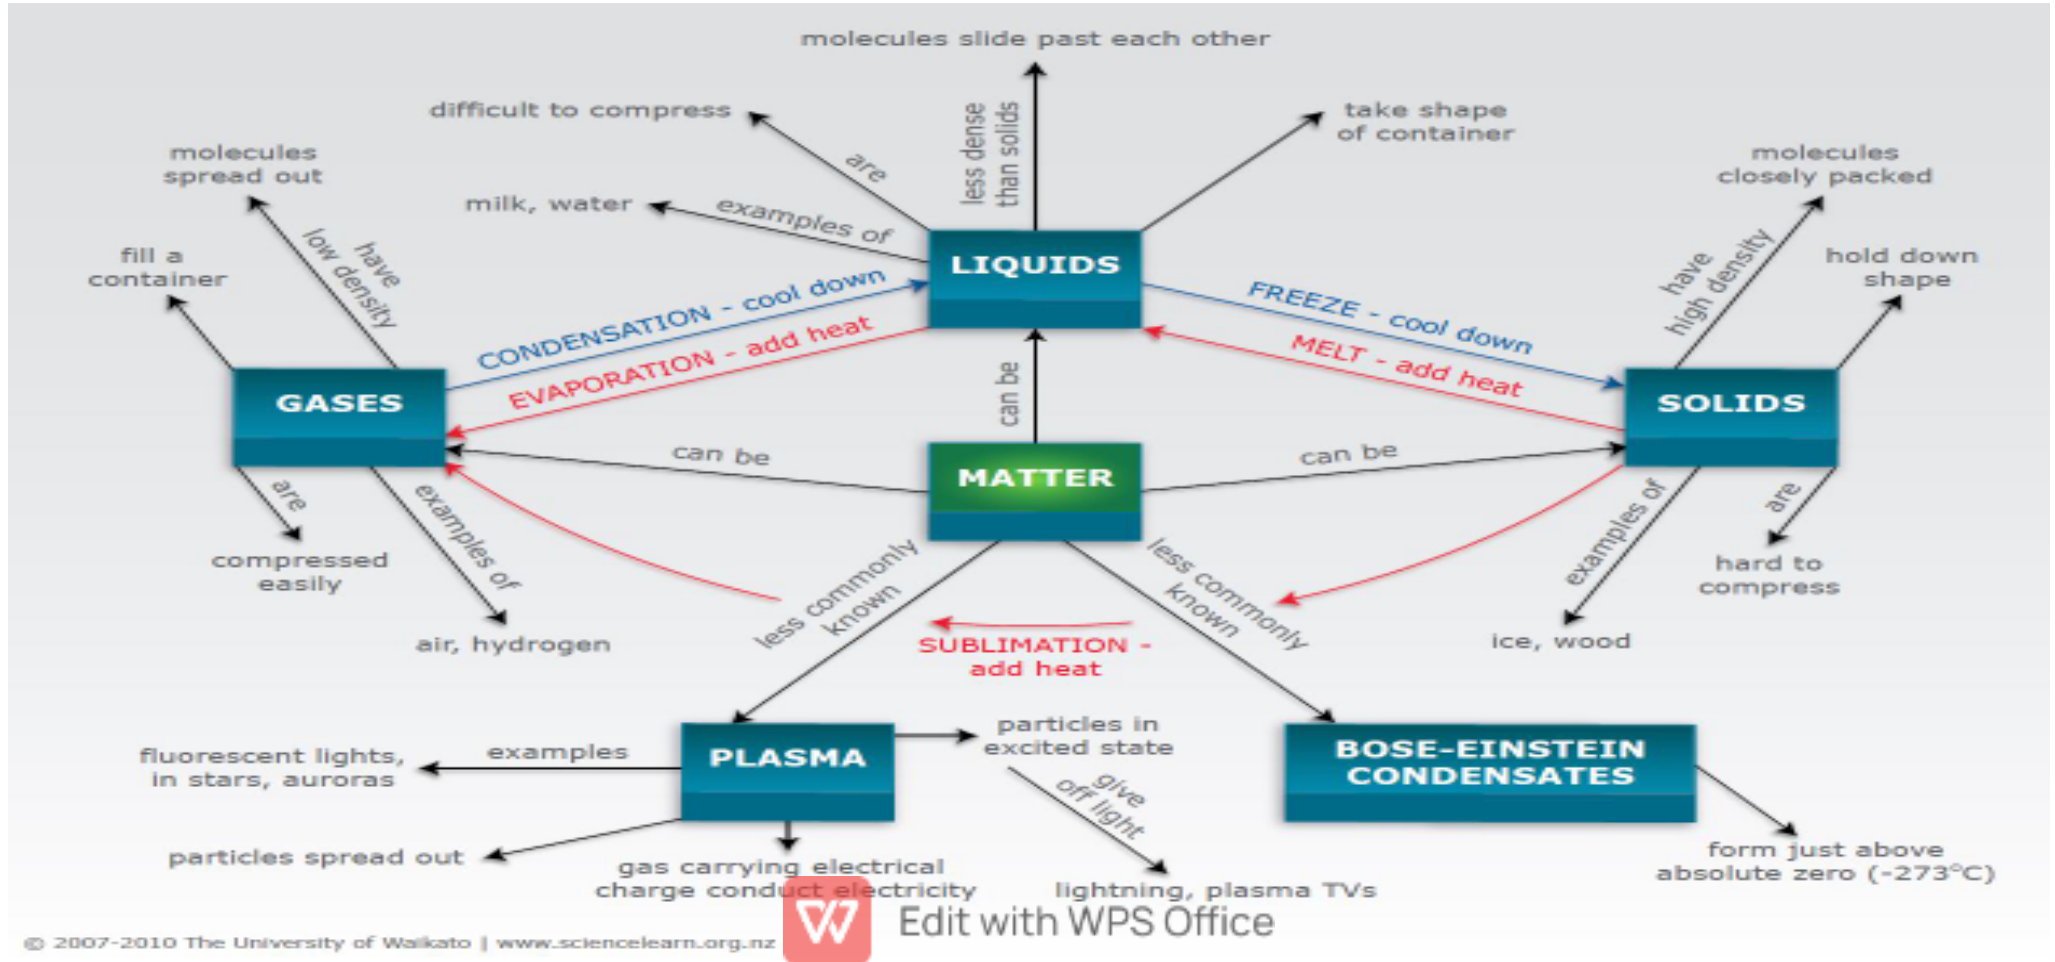 molecules slide past each other
difficult to compress
are
less dense
than solids
take shape
of container
molecules
spread out
milk, water
examples of
molecules
closely packed
fill a
container
have
low density
LIQUIDS
have
high density
hold down
shape
CONDENSATION - cool down
EVAPORATION - add heat
FREEZE - cool down
MELT - add heat
GASES
can be
SOLIDS
can be
MATTER
can be
are
examples of
compressed
easily
air, hydrogen
less commonly
known
less commonly
known
SUBLIMATION -
add heat
examples of
are
hard to
compress
ice, wood
fluorescent lights,
in stars, auroras
examples
PLASMA
particles in
excited state
give
off light
BOSE-EINSTEIN
CONDENSATES
particles spread out
gas carrying electrical
charge conduct electricity
lightning, plasma TVs
form just above
absolute zero (-273°C)
© 2007-2010 The University of Waikato | www.sciencelearn.org.nz
Edit with WPS Office